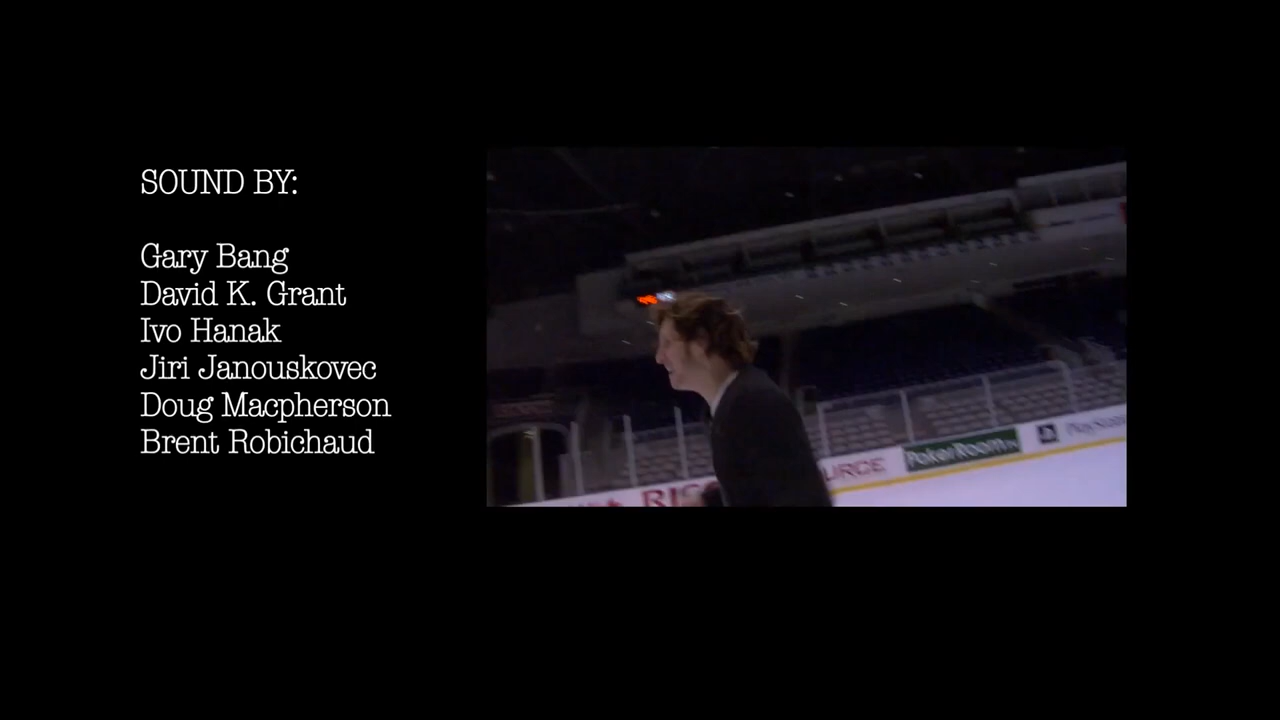 SOUND BY:
Gary Bang
David K. Grant
Ivo Hanak
Jiri Janouskovec
Doug Macpherson
Brent Robichaud
PokerRoom